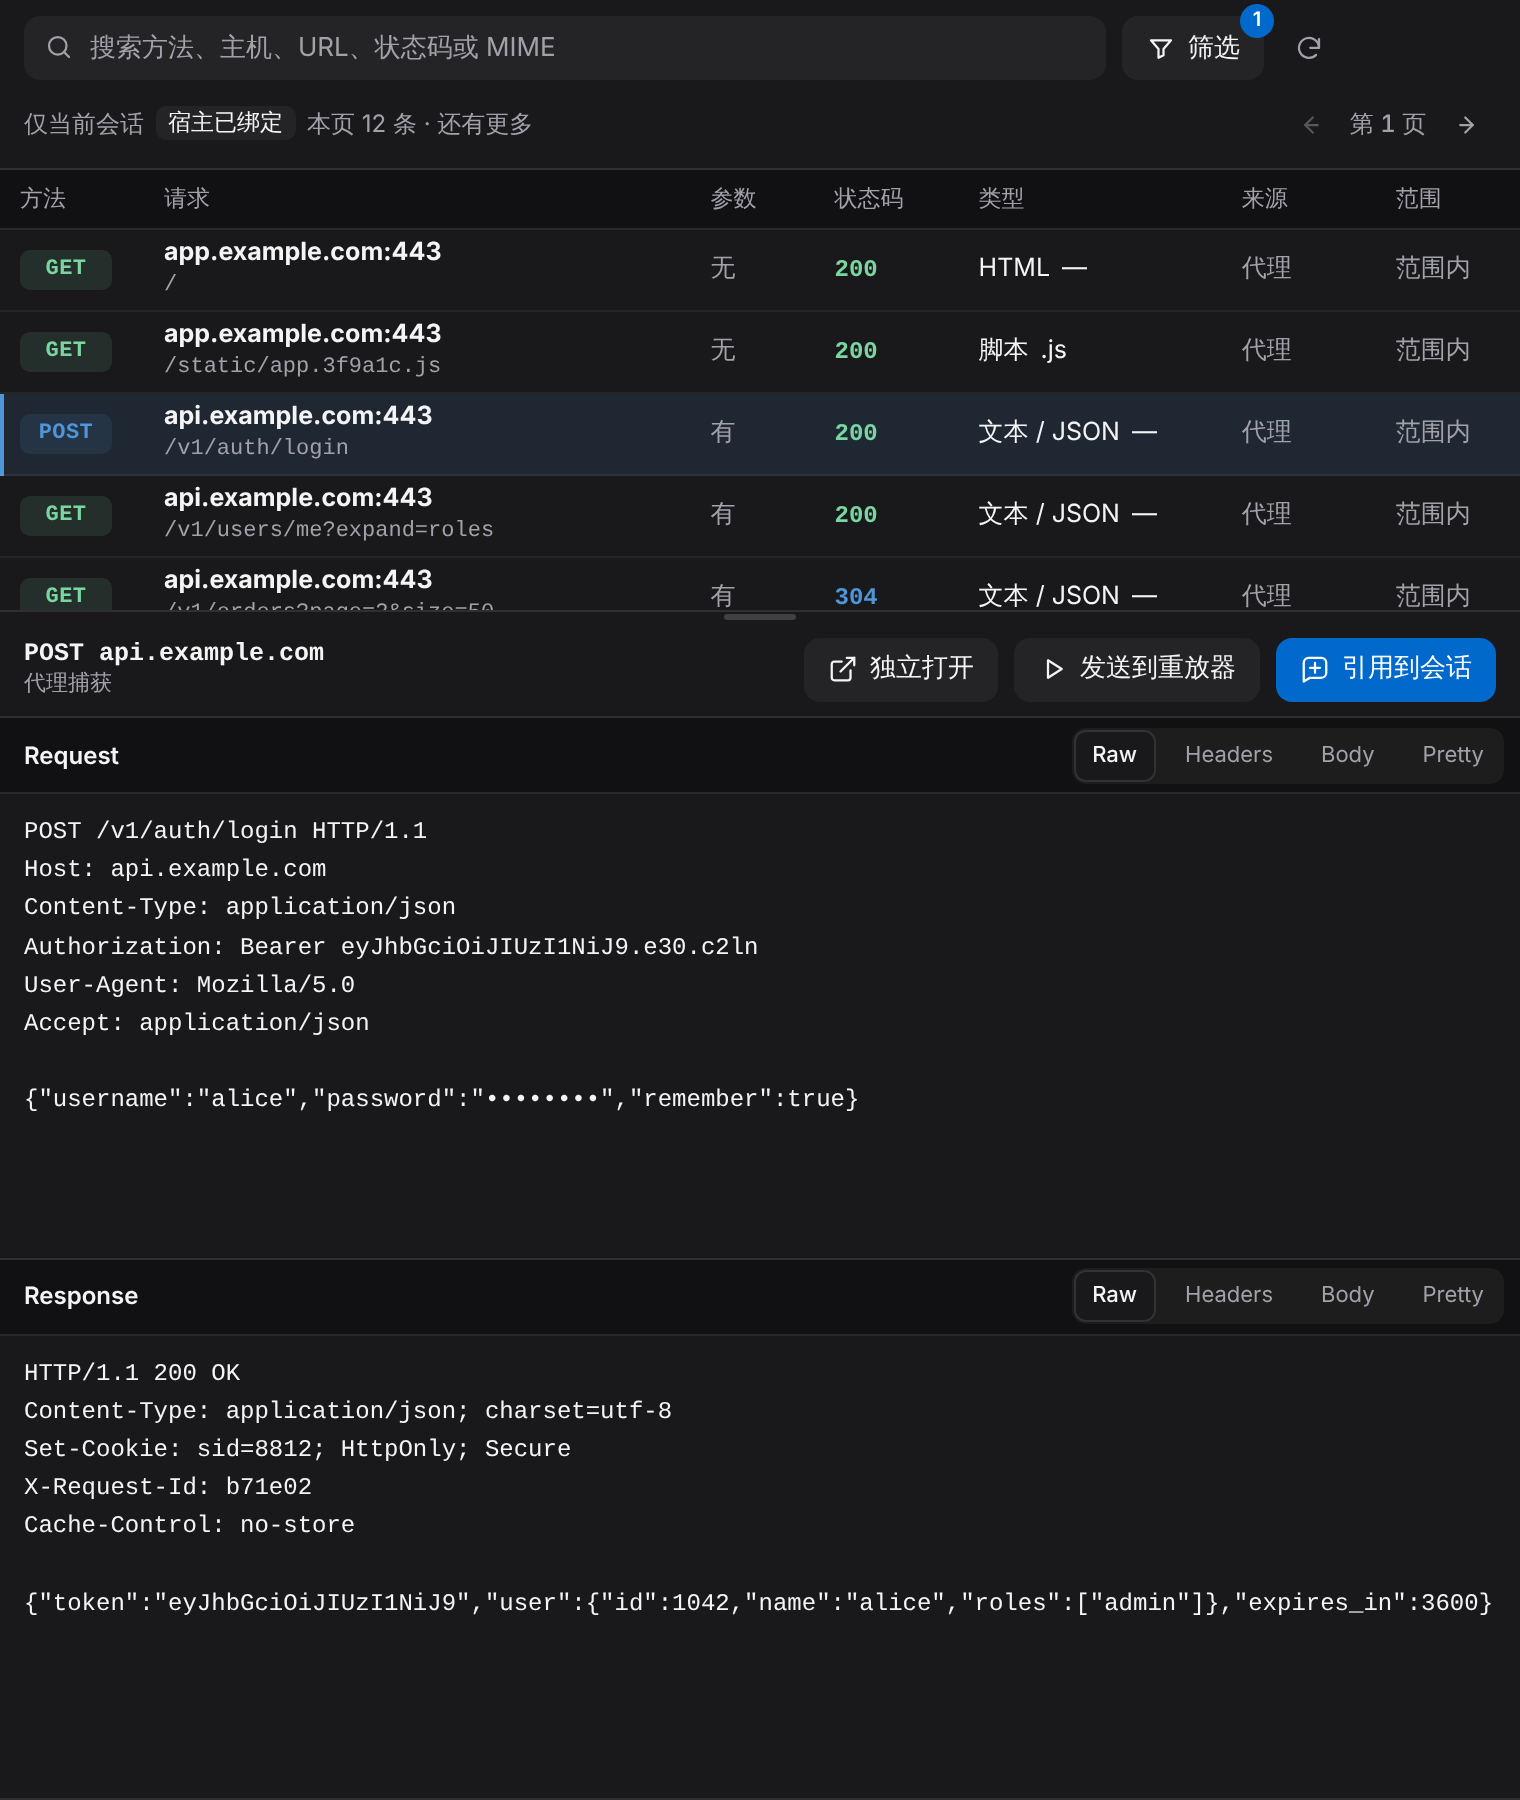 搜索方法、主机、URL、状态码或 MIME
筛选
1
仅当前会话 宿主已绑定 本页 12 条 · 还有更多
第 1 页
方法 请求 参数 状态码 类型 来源 范围
GET app.example.com:443 无 200 HTML — 代理 范围内
/
GET app.example.com:443 无 200 脚本 .js 代理 范围内
/static/app.3f9a1c.js
POST api.example.com:443 有 200 文本 / JSON — 代理 范围内
/v1/auth/login
GET api.example.com:443 有 200 文本 / JSON — 代理 范围内
/v1/users/me?expand=roles
GET api.example.com:443 有 304 文本 / JSON — 代理 范围内
/v1/orders?page=2&size=50
POST api.example.com
代理捕获
独立打开 发送到重放器 引用到会话
Request Raw Headers Body Pretty
POST /v1/auth/login HTTP/1.1
Host: api.example.com
Content-Type: application/json
Authorization: Bearer eyJhbGciOiJIUzI1NiJ9.e30.c2ln
User-Agent: Mozilla/5.0
Accept: application/json
{"username":"alice","password":"••••••••","remember":true}
Response Raw Headers Body Pretty
HTTP/1.1 200 OK
Content-Type: application/json; charset=utf-8
Set-Cookie: sid=8812; HttpOnly; Secure
X-Request-Id: b71e02
Cache-Control: no-store
{"token":"eyJhbGciOiJIUzI1NiJ9","user":{"id":1042,"name":"alice","roles":["admin"]},"expires_in":3600}